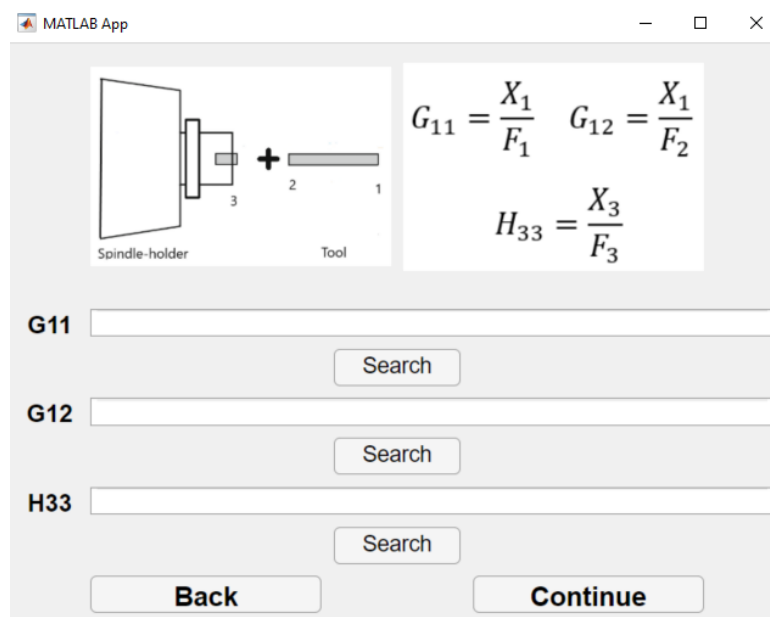 MATLAB App
G₁₁ = X₁/F₁ G₁₂ = X₁/F₂
H₃₃ = X₃/F₃
3
2
1
Spindle-holder
Tool
G11
Search
G12
Search
H33
Search
Back
Continue